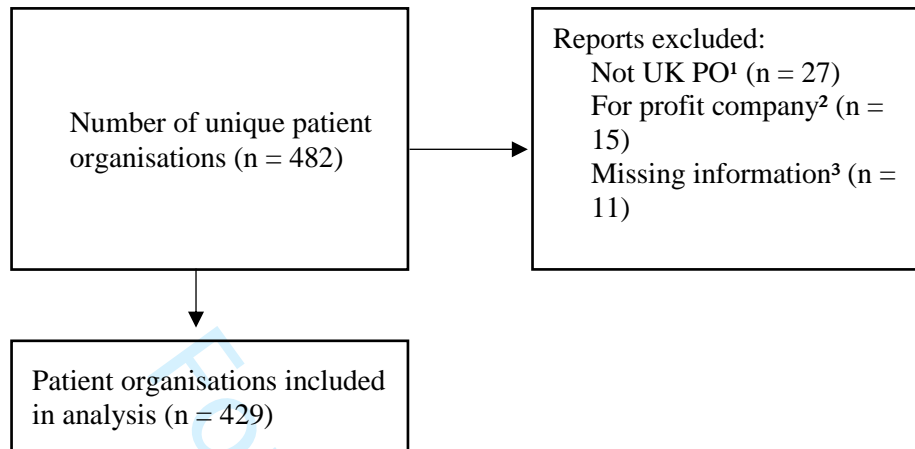 Number of unique patient
organisations (n = 482)
Reports excluded:
Not UK PO¹ (n = 27)
For profit company² (n =
15)
Missing information³ (n =
11)
Patient organisations included
in analysis (n = 429)
Fo